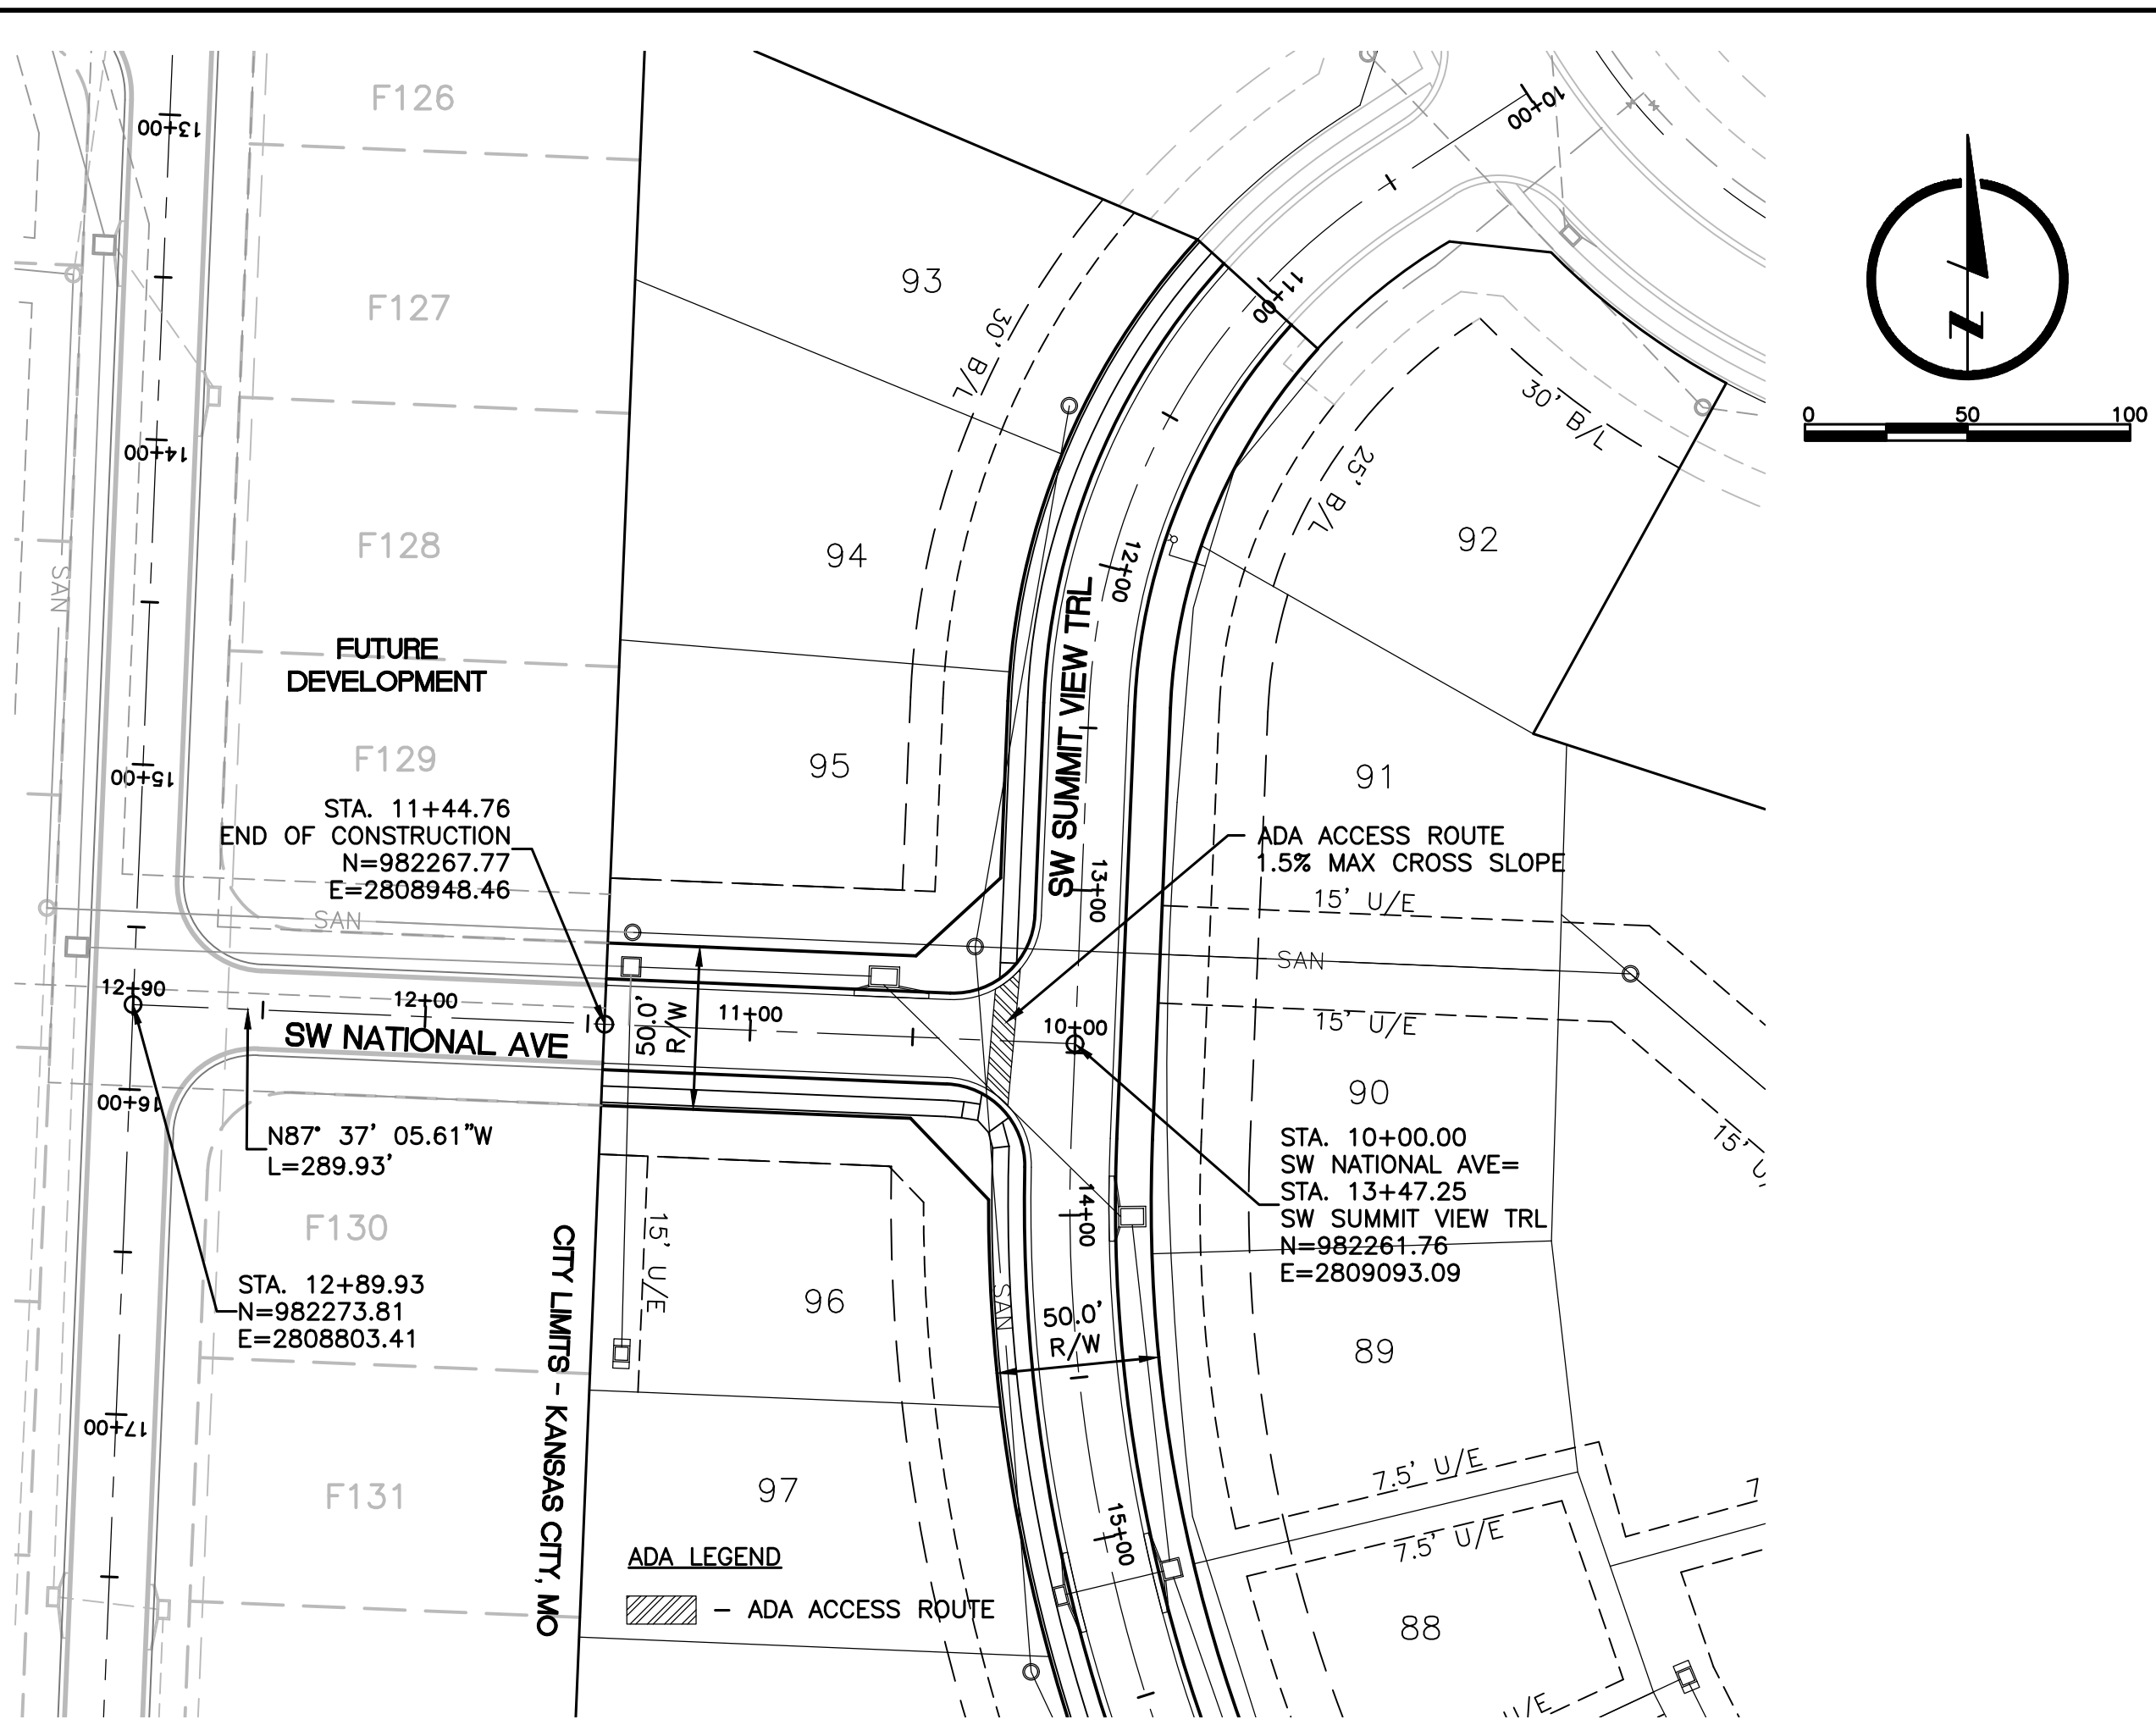 F126
F127
F128
F129
F130
F131
13+00
14+00
15+00
16+00
17+00
SAN
FUTURE
DEVELOPMENT
93
94
95
96
97
30' B/L
10+00
11+00
12+00
13+00
14+00
15+00
SW SUMMIT VIEW TRL
25' B/L
30' B/L
92
91
90
89
88
0 50 100
N
STA. 11+44.76
END OF CONSTRUCTION
N=982267.77
E=2808948.46
SAN
ADA ACCESS ROUTE
1.5% MAX CROSS SLOPE
15' U/E
SAN
15' U/E
12+90
12+00
11+00
10+00
SW NATIONAL AVE
50.0'
R/W
N87° 37' 05.61"W
L=289.93'
STA. 10+00.00
SW NATIONAL AVE=
STA. 13+47.25
SW SUMMIT VIEW TRL
N=982261.76
E=2809093.09
STA. 12+89.93
N=982273.81
E=2808803.41
CITY LIMITS - KANSAS CITY, MO
15' U/E
SAN
50.0'
R/W
15' U
7.5' U/E
7.5' U/E
7
U/E
ADA LEGEND
- ADA ACCESS ROUTE